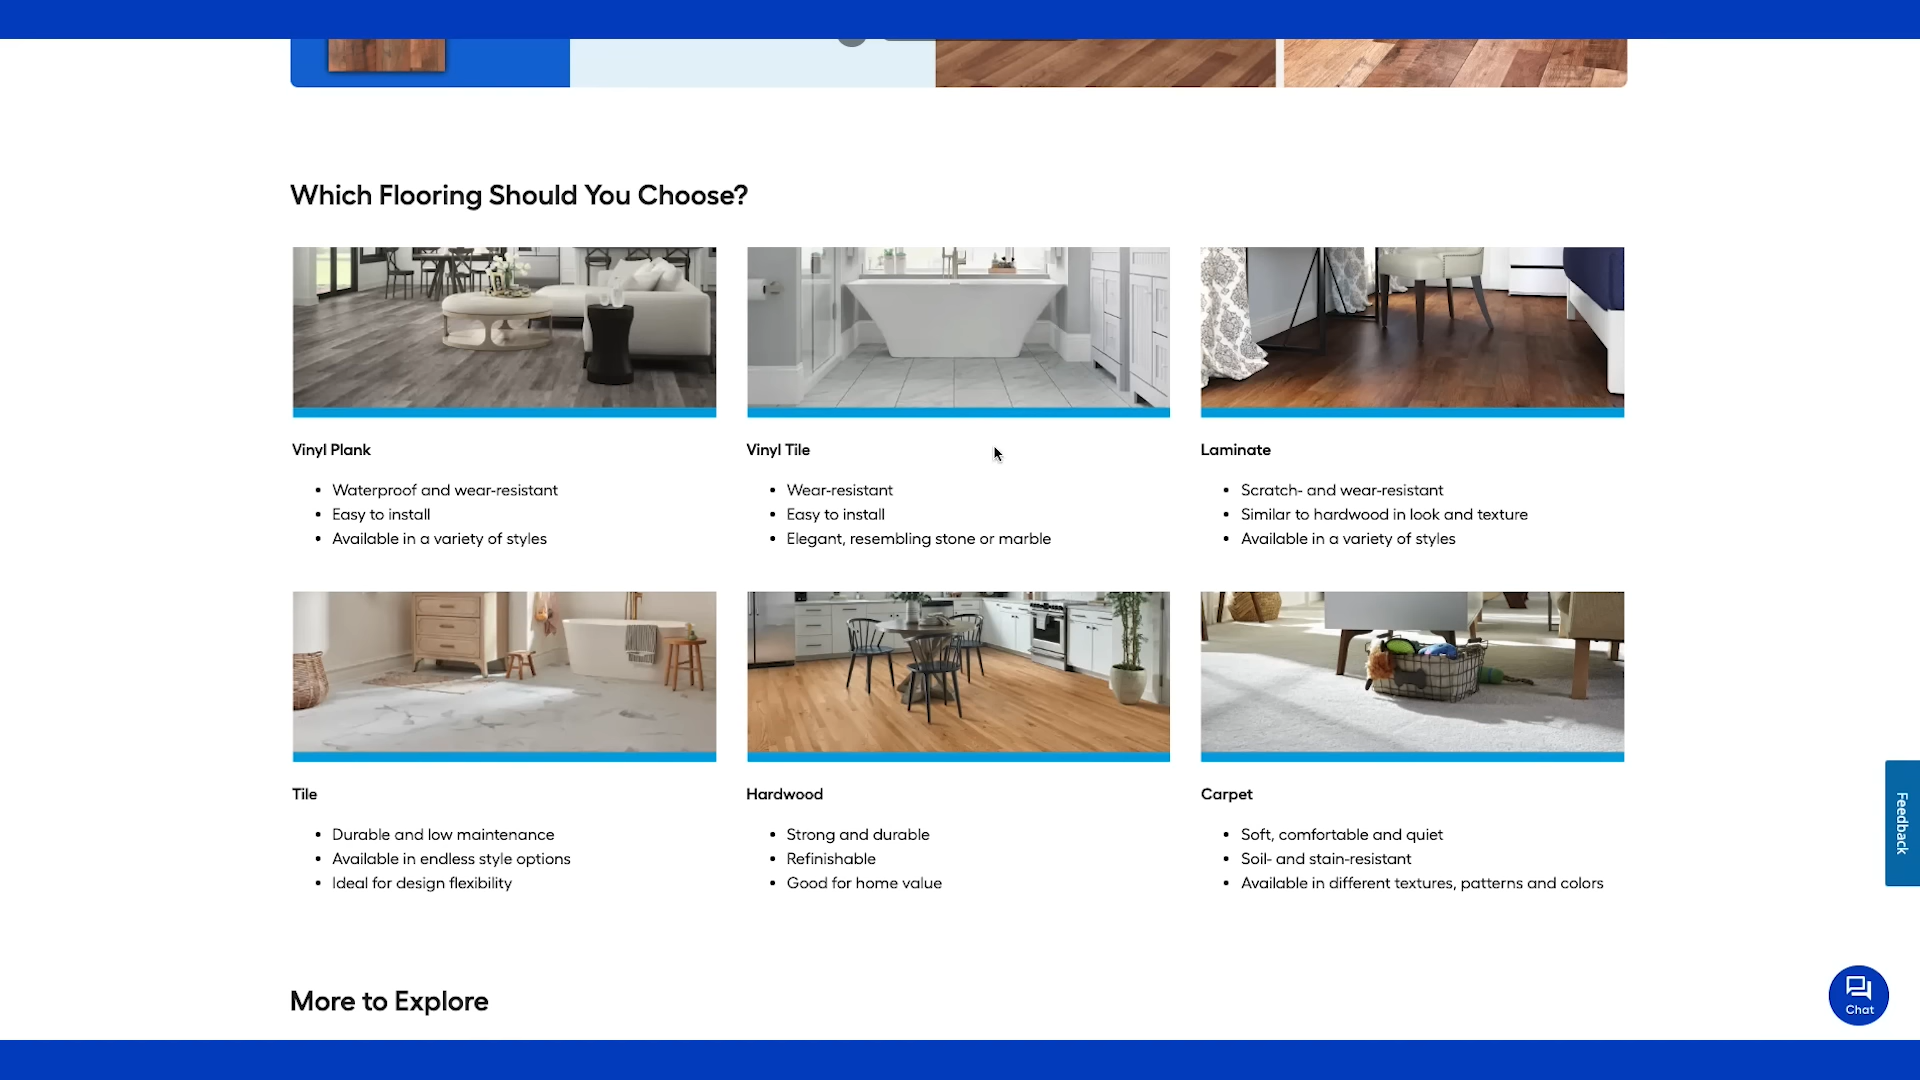 Which Flooring Should You Choose?
Vinyl Plank
• Waterproof and wear-resistant
• Easy to install
• Available in a variety of styles
Vinyl Tile
• Wear-resistant
• Easy to install
• Elegant, resembling stone or marble
Laminate
• Scratch- and wear-resistant
• Similar to hardwood in look and texture
• Available in a variety of styles
Tile
• Durable and low maintenance
• Available in endless style options
• Ideal for design flexibility
Hardwood
• Strong and durable
• Refinishable
• Good for home value
Carpet
• Soft, comfortable and quiet
• Soil- and stain-resistant
• Available in different textures, patterns and colors
Feedback
More to Explore
Chat